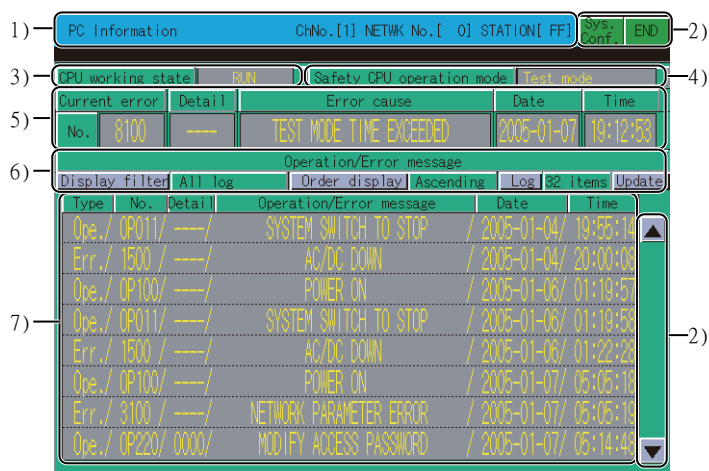 1) PC Information ChNo.[1] NETWK No.[ 0] STATION[ FF] Sys. Conf. END 2)
3) CPU working state RUN Safety CPU operation mode Test mode 4)
Current error Detail Error cause Date Time
5) No. 8100 ---- TEST MODE TIME EXCEEDED 2005-01-07 19:12:53
Operation/Error message
6) Display filter All log Order display Ascending Log 32 items Update
Type No. Detail Operation/Error message Date Time
Ope./ OP011/ ----/ SYSTEM SWITCH TO STOP / 2005-01-04/ 19:55:14
Err./ 1500 / ----/ AC/DC DOWN / 2005-01-04/ 20:00:08
Ope./ OP100/ ----/ POWER ON / 2005-01-06/ 01:19:57
Ope./ OP011/ ----/ SYSTEM SWITCH TO STOP / 2005-01-06/ 01:19:58
7) Err./ 1500 / ----/ AC/DC DOWN / 2005-01-06/ 01:22:28 2)
Ope./ OP100/ ----/ POWER ON / 2005-01-07/ 05:05:18
Err./ 3100 / ----/ NETWORK PARAMETER ERROR / 2005-01-07/ 05:05:19
Ope./ OP220/ 0000/ MODIFY ACCESS PASSWORD / 2005-01-07/ 05:14:48